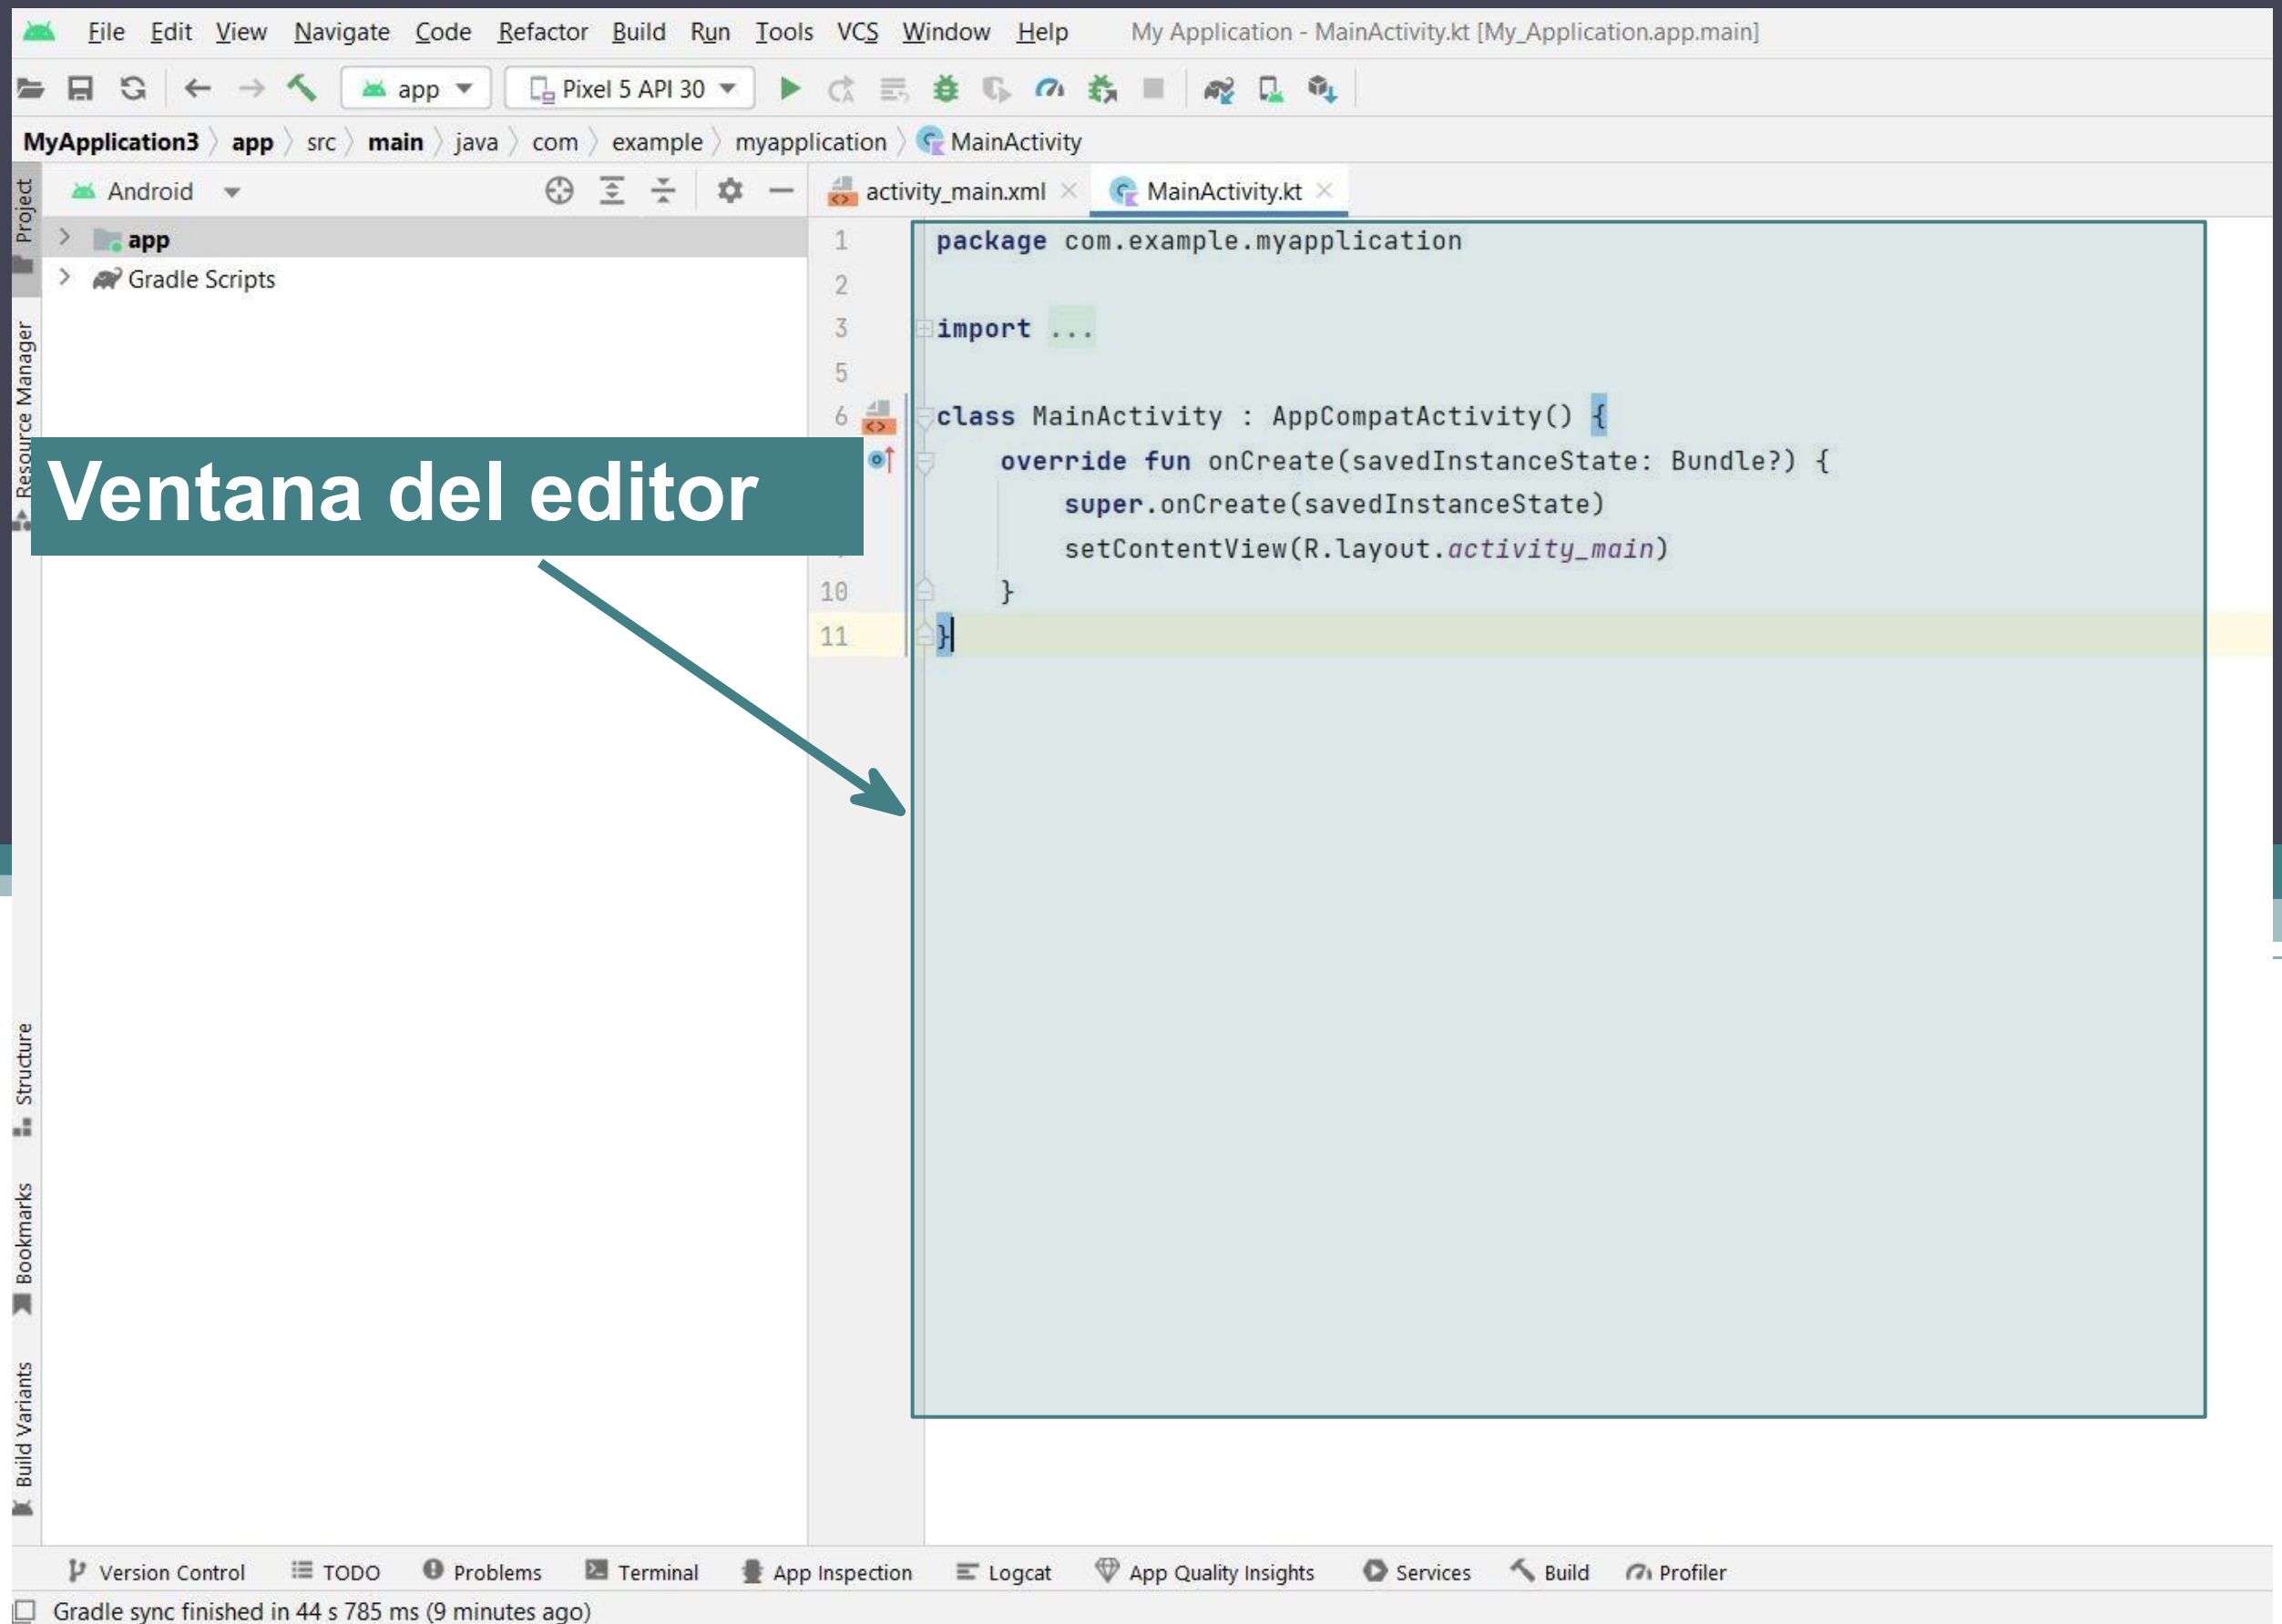 File Edit View Navigate Code Refactor Build Run Tools VCS Window Help My Application - MainActivity.kt [My_Application.app.main]
app Pixel 5 API 30
MyApplication3 app src main java com example myapplication MainActivity
Project
Android
activity_main.xml MainActivity.kt
app
Gradle Scripts
Resource Manager
Ventana del editor
1 package com.example.myapplication
2
3 import ...
5
6 class MainActivity : AppCompatActivity() {
override fun onCreate(savedInstanceState: Bundle?) {
super.onCreate(savedInstanceState)
setContentView(R.layout.activity_main)
10 }
11 }
Structure
Bookmarks
Build Variants
Version Control TODO Problems Terminal App Inspection Logcat App Quality Insights Services Build Profiler
Gradle sync finished in 44 s 785 ms (9 minutes ago)